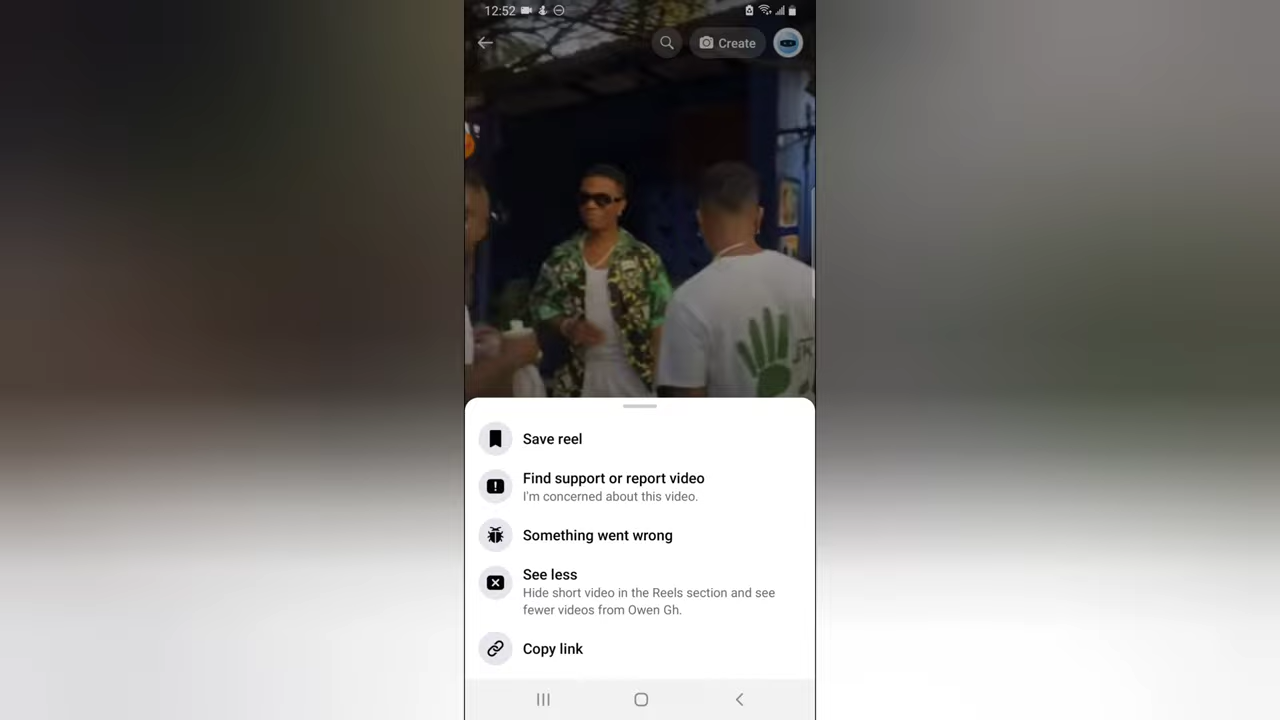 12:52
Create
Save reel
Find support or report video
I'm concerned about this video.
Something went wrong
See less
Hide short video in the Reels section and see
fewer videos from Owen Gh.
Copy link